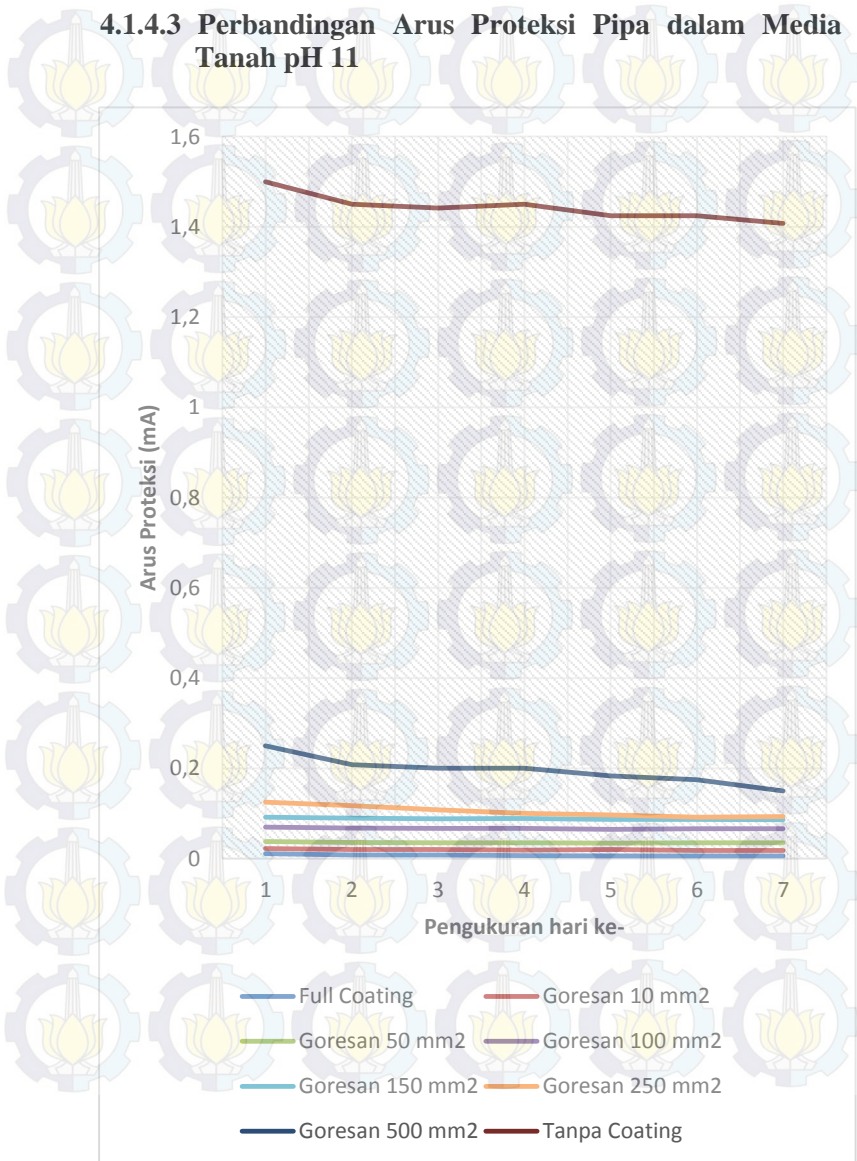 4.1.4.3 Perbandingan Arus Proteksi Pipa dalam Media
Tanah pH 11
1,6
1,4
1,2
1
0,8
0,6
0,4
0,2
0
Arus Proteksi (mA)
1 2 3 4 5 6 7
Pengukuran hari ke-
Full Coating Goresan 10 mm2
Goresan 50 mm2 Goresan 100 mm2
Goresan 150 mm2 Goresan 250 mm2
Goresan 500 mm2 Tanpa Coating